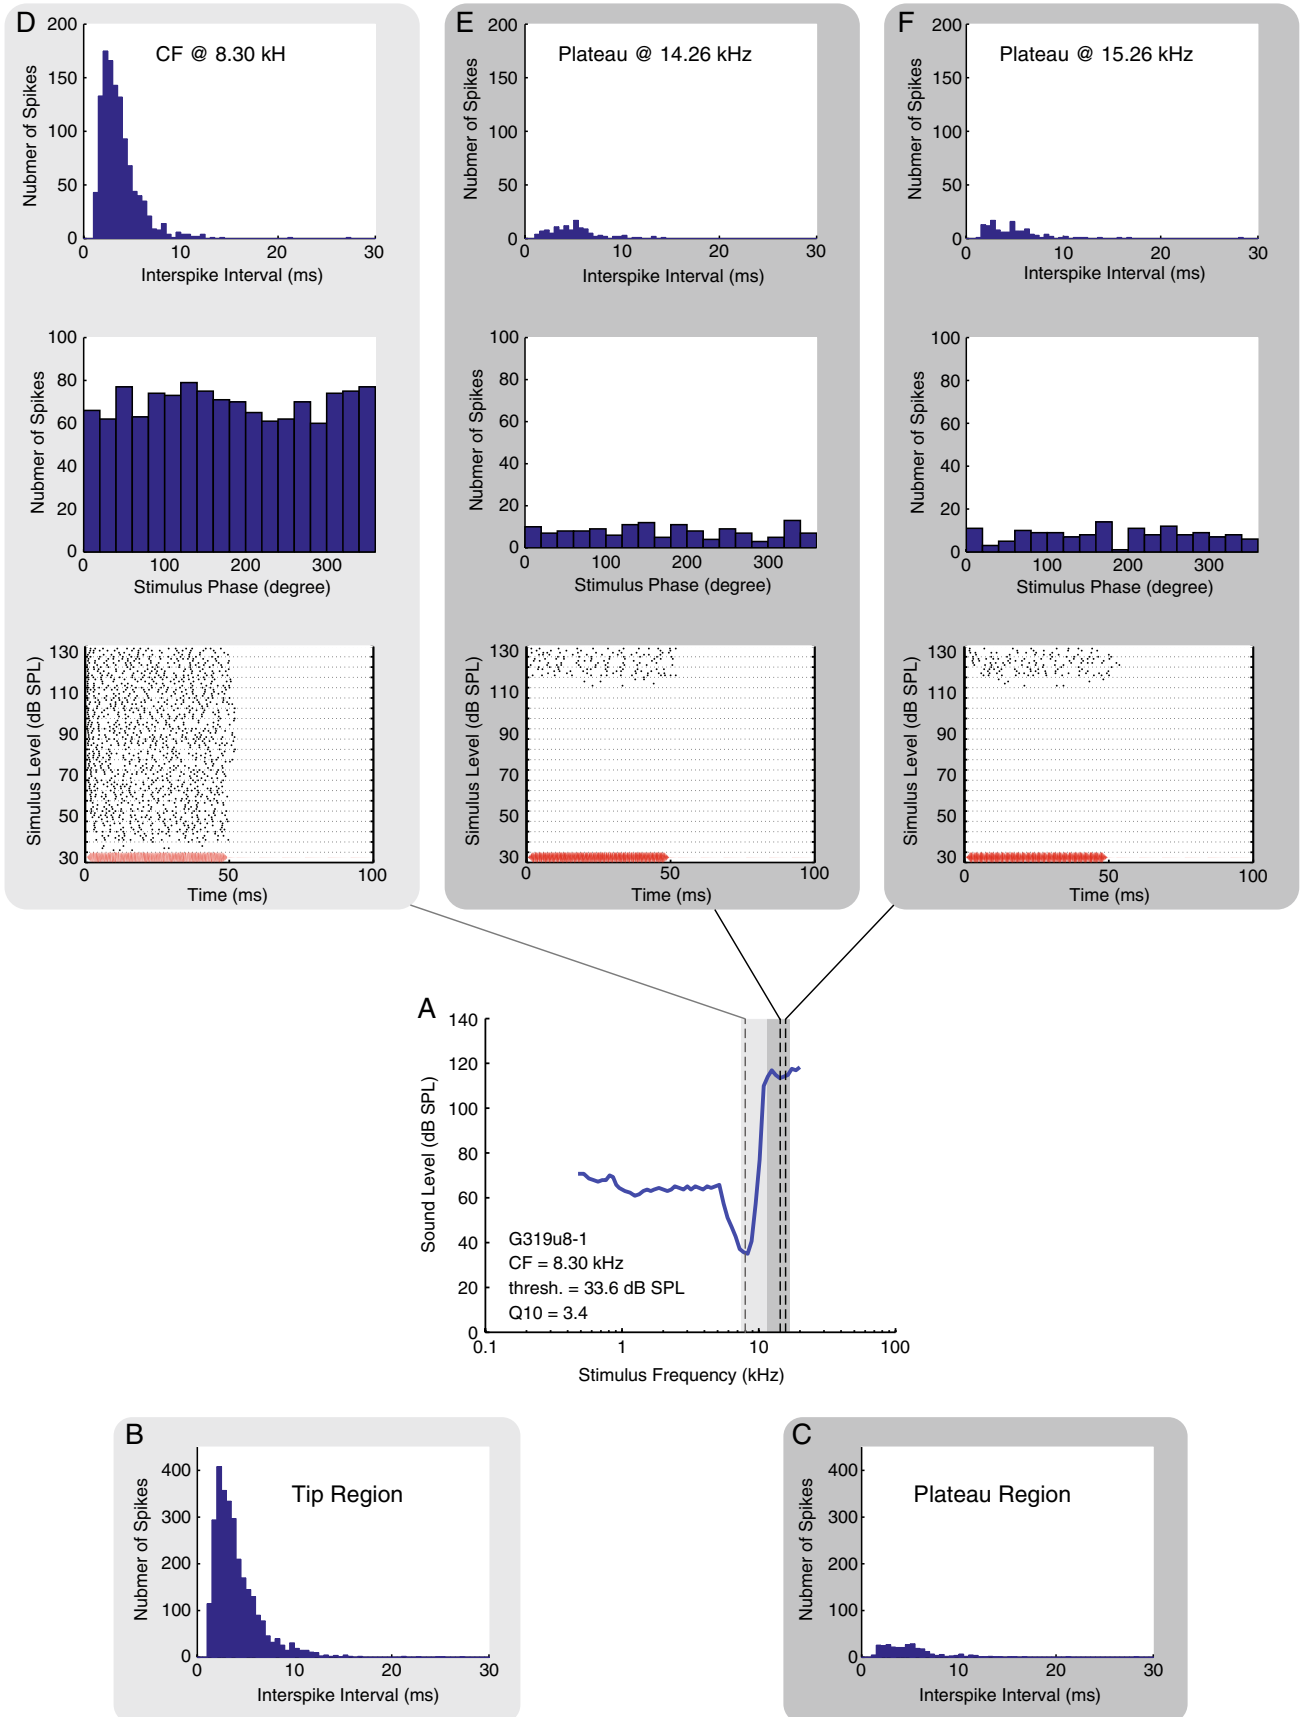 D
CF @ 8.30 kH
Nubmer of Spikes
200
150
100
50
0
0 10 20 30
Interspike Interval (ms)
Nubmer of Spikes
100
80
60
40
20
0
100 200 300
Stimulus Phase (degree)
Simulus Level (dB SPL)
130
110
90
70
50
30
0 50 100
Time (ms)
E
Plateau @ 14.26 kHz
Nubmer of Spikes
200
150
100
50
0
0 10 20 30
Interspike Interval (ms)
Nubmer of Spikes
100
80
60
40
20
0
100 200 300
Stimulus Phase (degree)
Simulus Level (dB SPL)
130
110
90
70
50
30
0 50 100
Time (ms)
F
Plateau @ 15.26 kHz
Nubmer of Spikes
200
150
100
50
0
0 10 20 30
Interspike Interval (ms)
Nubmer of Spikes
100
80
60
40
20
0
100 200 300
Stimulus Phase (degree)
Simulus Level (dB SPL)
130
110
90
70
50
30
0 50 100
Time (ms)
A
Sound Level (dB SPL)
140
120
100
80
60
40
20
0
G319u8-1
CF = 8.30 kHz
thresh. = 33.6 dB SPL
Q10 = 3.4
0.1 1 10 100
Stimulus Frequency (kHz)
B
Tip Region
Nubmer of Spikes
400
300
200
100
0
0 10 20 30
Interspike Interval (ms)
C
Plateau Region
Nubmer of Spikes
400
300
200
100
0
0 10 20 30
Interspike Interval (ms)